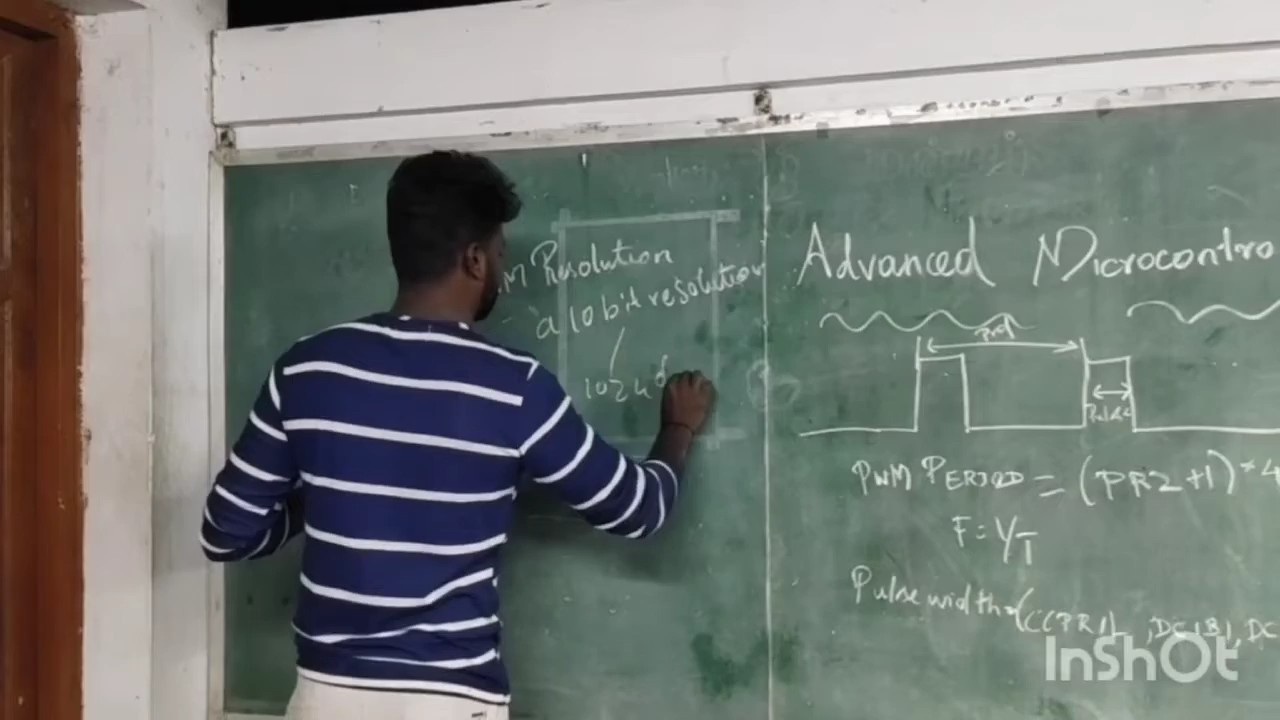 M Resolution
- a 10 bit resolution
1024 d
Advanced Microcontro
Pulse
PWM PERIOD = (PR2 +1) * 4
F = 1/T
Pulse width = (CCPR1L, DC1B1, DC
InShOt